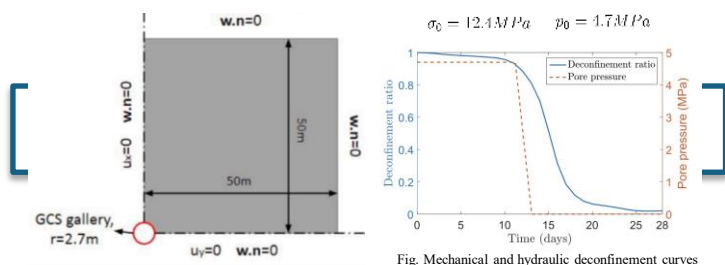 w.n=0
uₓ=0 w.n=0
50m
50m
w.n=0
GCS gallery,
r=2.7m
u_y=0 w.n=0
σ₀ = 12.4MPa p₀ = 4.7MPa
Deconfinement ratio
1
0.8
0.6
0.4
0.2
0
Deconfinement ratio
Pore pressure
5
4
3
2
1
0
Pore pressure (MPa)
0 5 10 15 20 25 28
Time (days)
Fig. Mechanical and hydraulic deconfinement curves